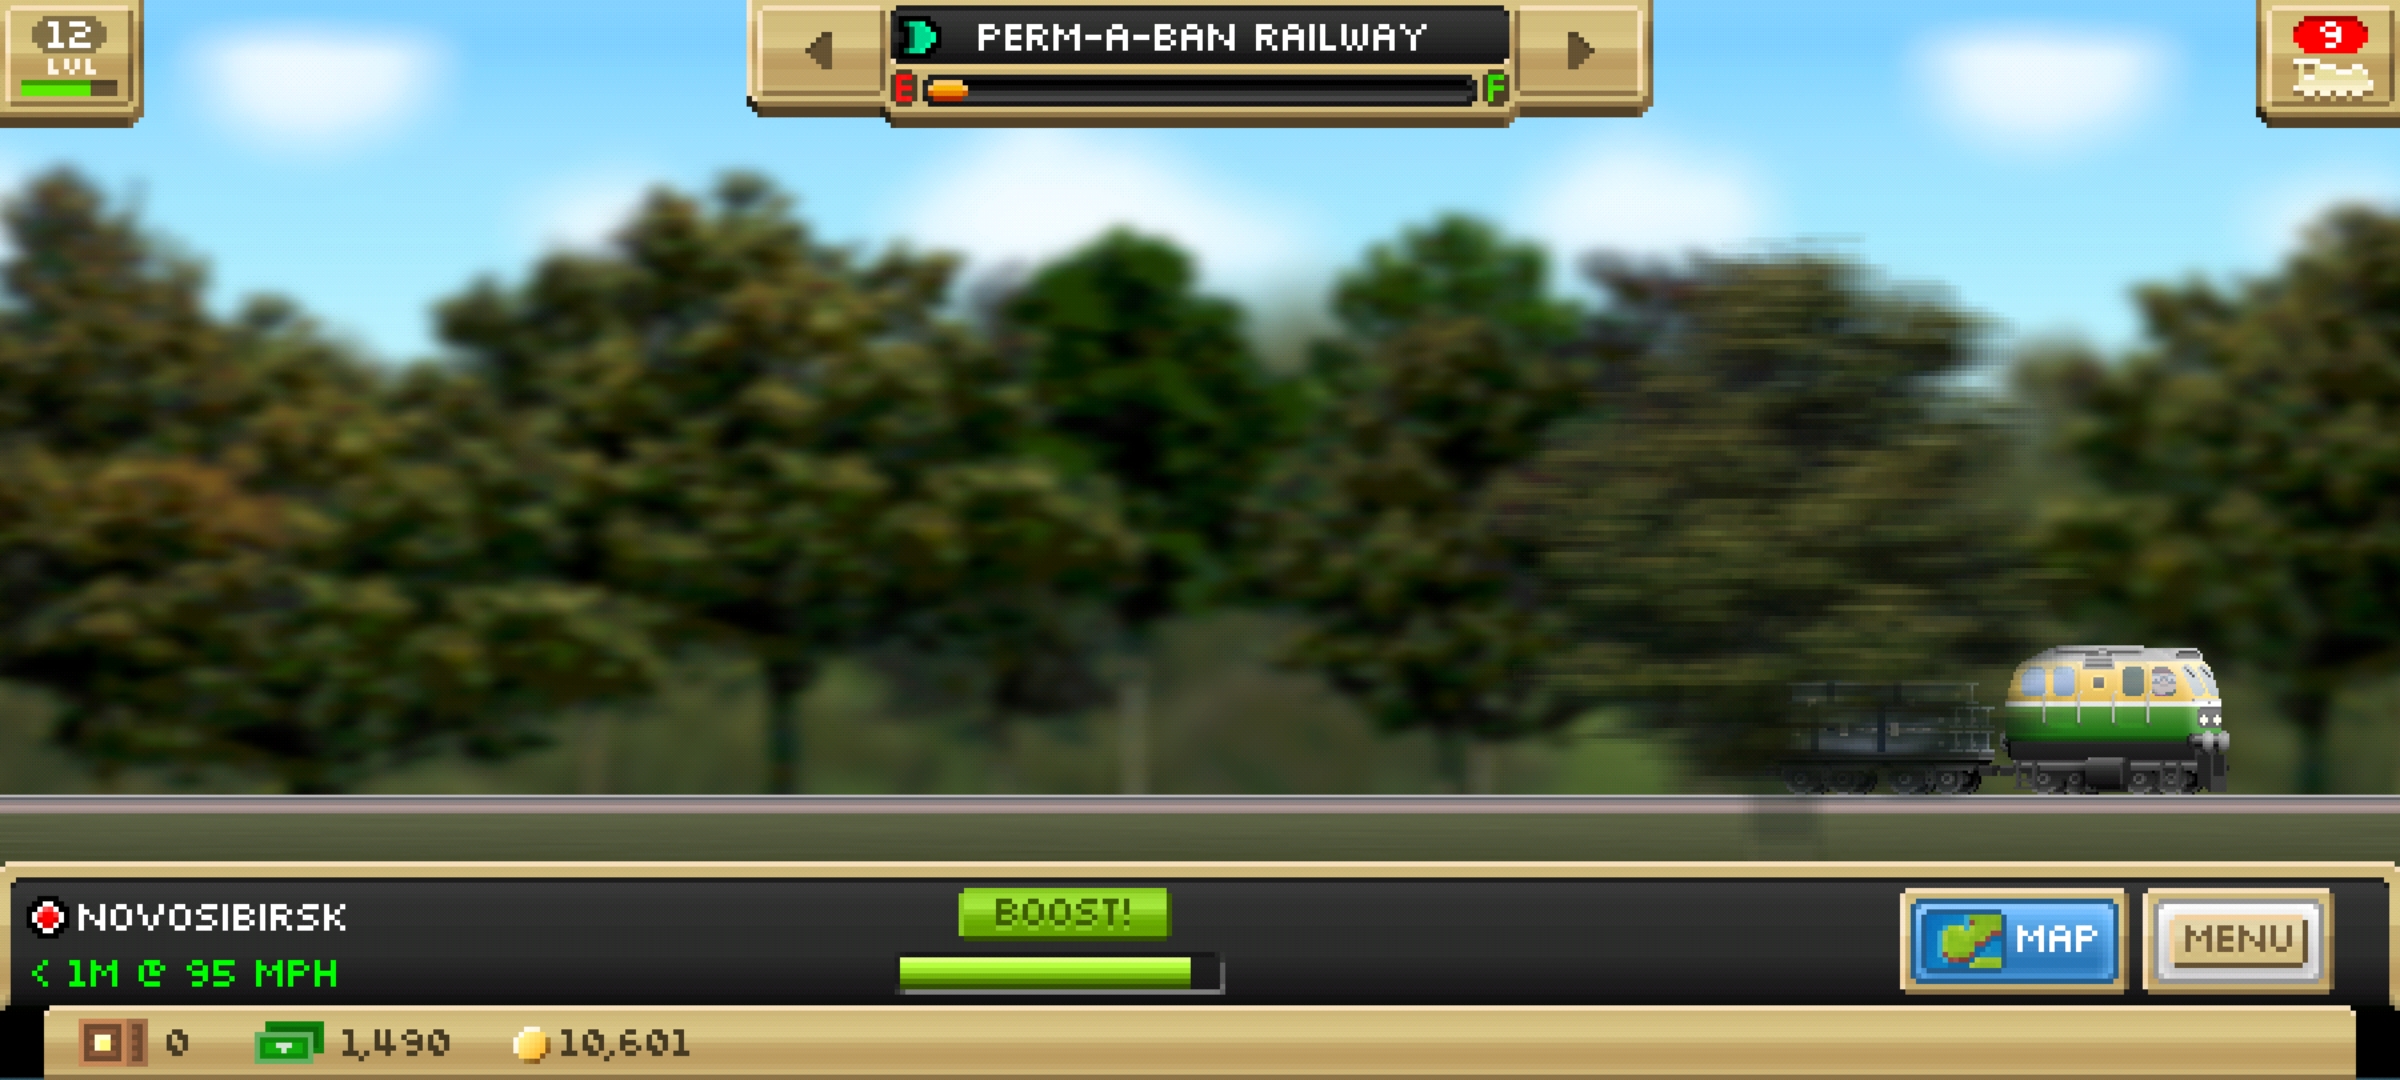 12
LVL
PERM-A-BAN RAILWAY
E F
9
NOVOSIBIRSK
< 1M @ 95 MPH
BOOST!
MAP
MENU
0
1,490
10,601